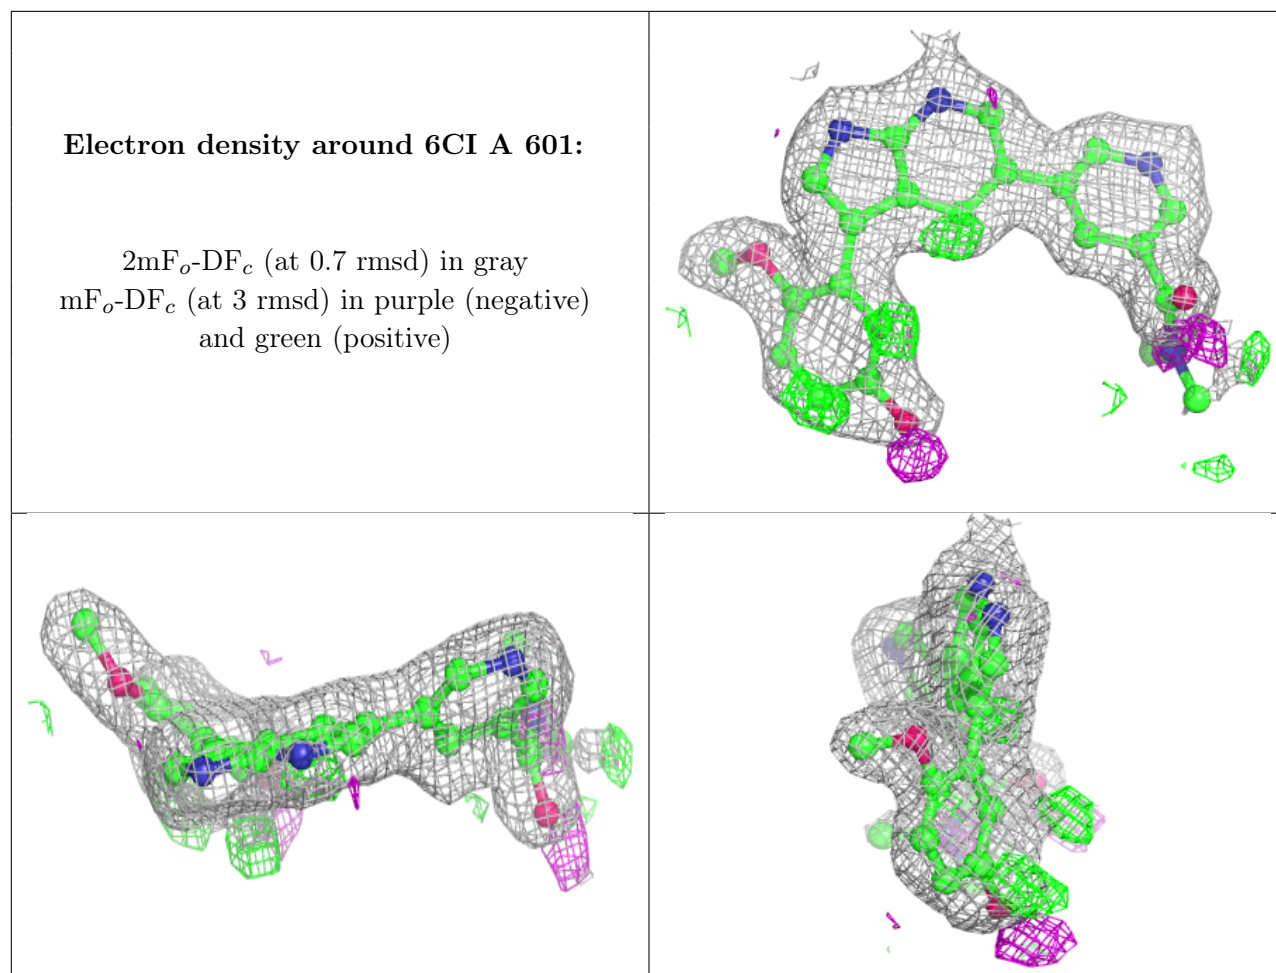 Electron density around 6CI A 601:
2mFₒ-DF𝑐 (at 0.7 rmsd) in gray
mFₒ-DF𝑐 (at 3 rmsd) in purple (negative)
and green (positive)